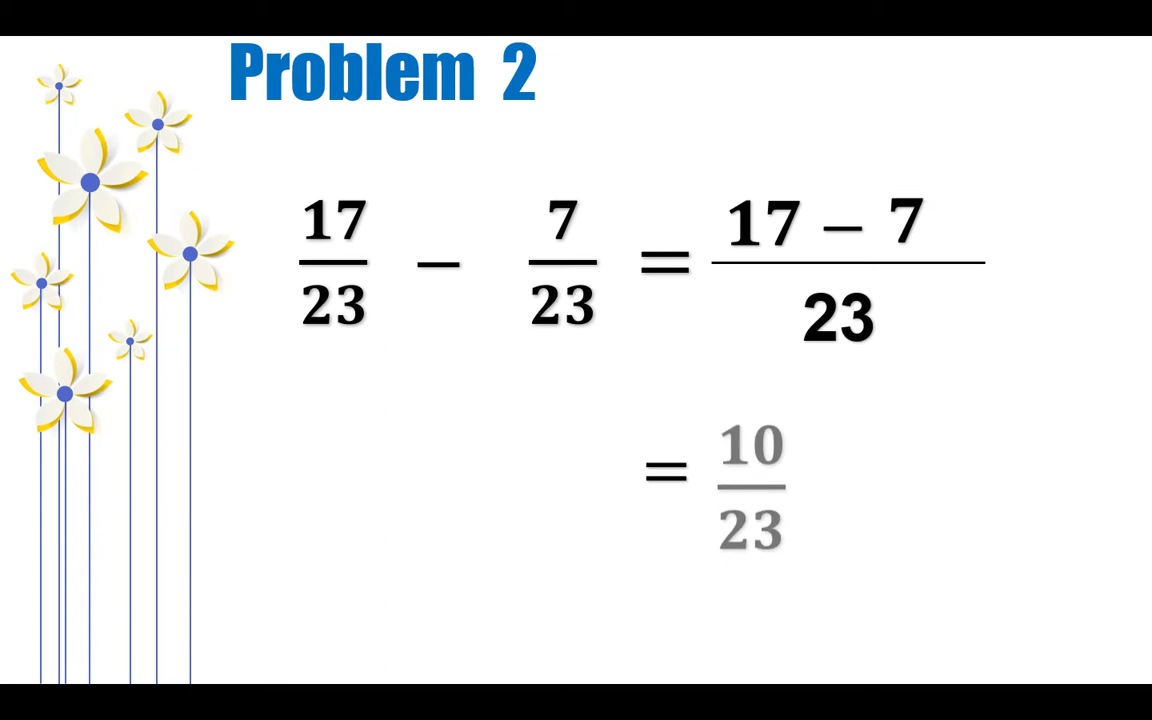 Problem 2
17/23 − 7/23 = (17 − 7)/23
= 10/23